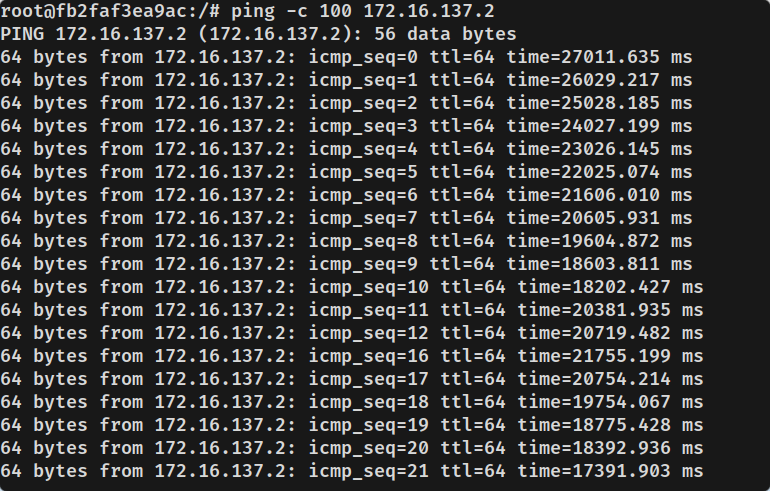 root@fb2faf3ea9ac:/# ping -c 100 172.16.137.2
PING 172.16.137.2 (172.16.137.2): 56 data bytes
64 bytes from 172.16.137.2: icmp_seq=0 ttl=64 time=27011.635 ms
64 bytes from 172.16.137.2: icmp_seq=1 ttl=64 time=26029.217 ms
64 bytes from 172.16.137.2: icmp_seq=2 ttl=64 time=25028.185 ms
64 bytes from 172.16.137.2: icmp_seq=3 ttl=64 time=24027.199 ms
64 bytes from 172.16.137.2: icmp_seq=4 ttl=64 time=23026.145 ms
64 bytes from 172.16.137.2: icmp_seq=5 ttl=64 time=22025.074 ms
64 bytes from 172.16.137.2: icmp_seq=6 ttl=64 time=21606.010 ms
64 bytes from 172.16.137.2: icmp_seq=7 ttl=64 time=20605.931 ms
64 bytes from 172.16.137.2: icmp_seq=8 ttl=64 time=19604.872 ms
64 bytes from 172.16.137.2: icmp_seq=9 ttl=64 time=18603.811 ms
64 bytes from 172.16.137.2: icmp_seq=10 ttl=64 time=18202.427 ms
64 bytes from 172.16.137.2: icmp_seq=11 ttl=64 time=20381.935 ms
64 bytes from 172.16.137.2: icmp_seq=12 ttl=64 time=20719.482 ms
64 bytes from 172.16.137.2: icmp_seq=16 ttl=64 time=21755.199 ms
64 bytes from 172.16.137.2: icmp_seq=17 ttl=64 time=20754.214 ms
64 bytes from 172.16.137.2: icmp_seq=18 ttl=64 time=19754.067 ms
64 bytes from 172.16.137.2: icmp_seq=19 ttl=64 time=18775.428 ms
64 bytes from 172.16.137.2: icmp_seq=20 ttl=64 time=18392.936 ms
64 bytes from 172.16.137.2: icmp_seq=21 ttl=64 time=17391.903 ms